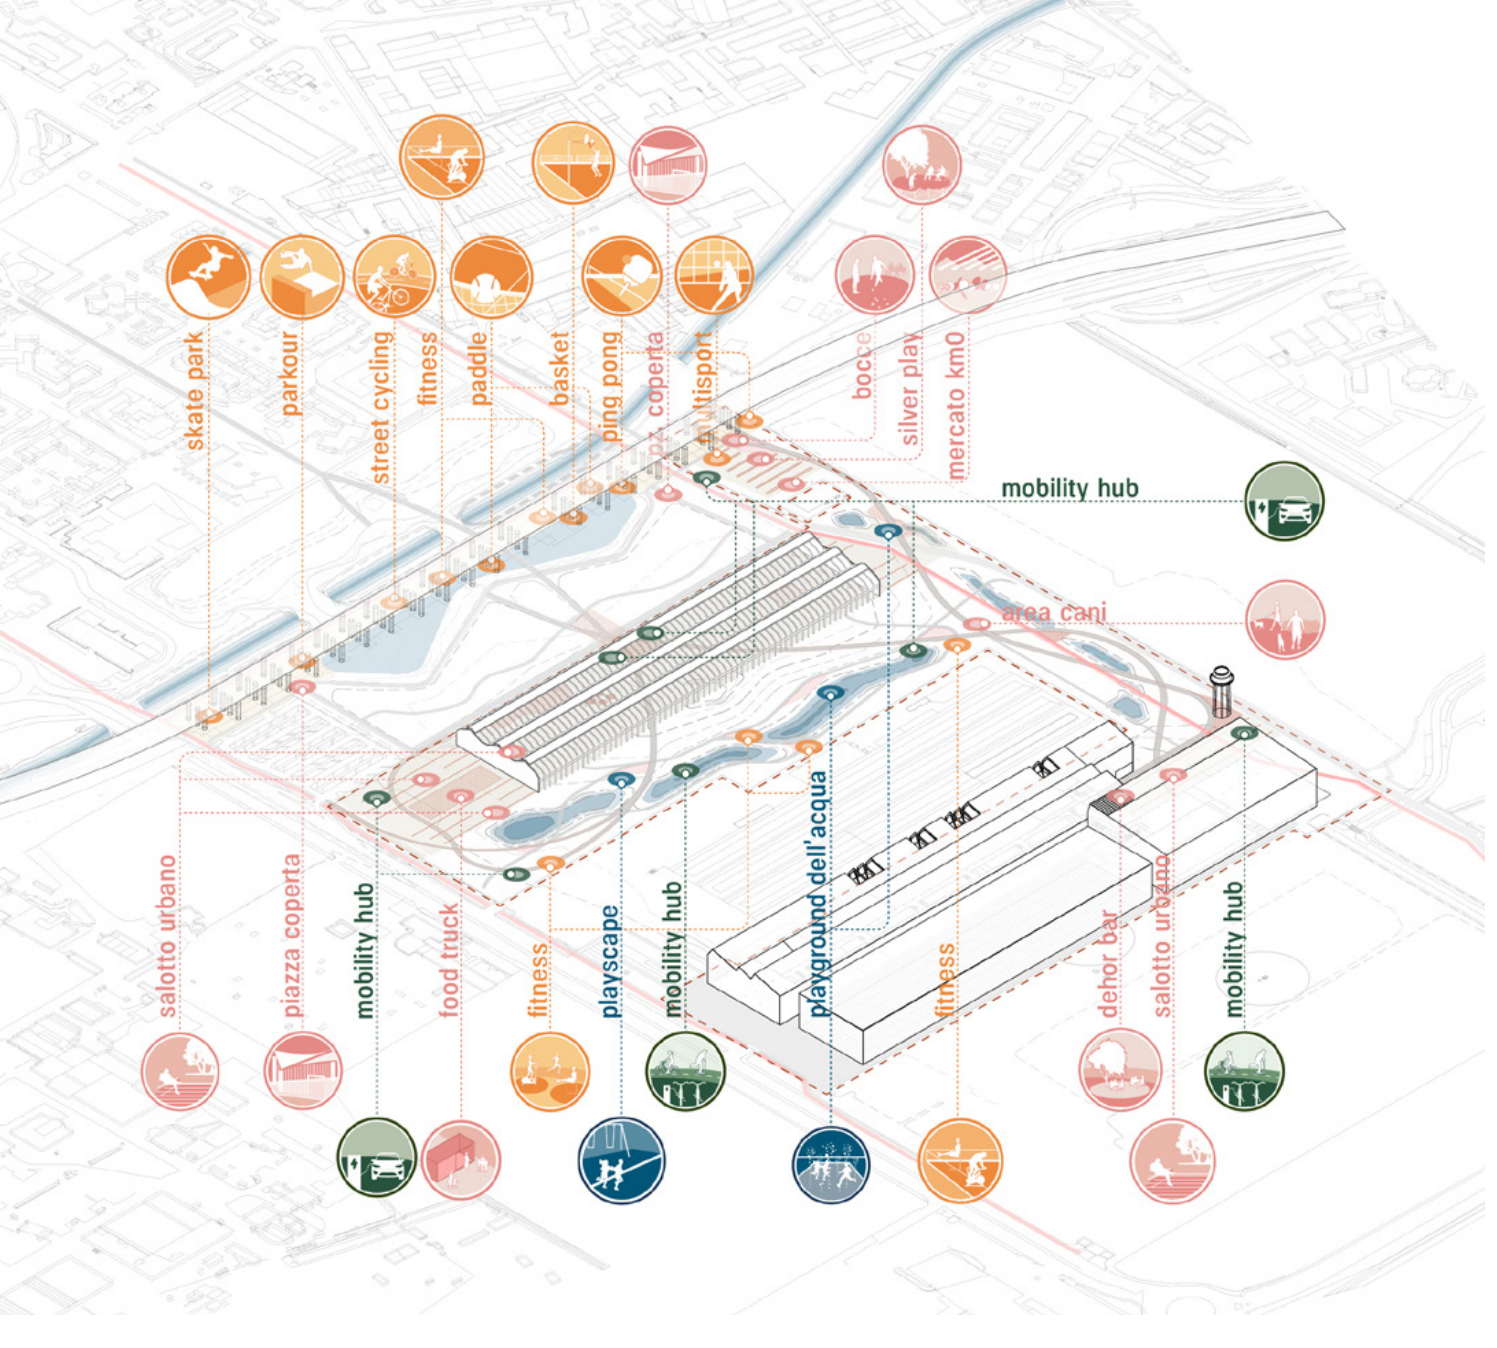 skate park
parkour
street cycling
fitness
paddle
basket
ping pong
pz. coperta
multisport
bocce
silver play
mercato km0
mobility hub
area cani
salotto urbano
piazza coperta
mobility hub
food truck
fitness
playscape
mobility hub
playground dell'acqua
fitness
dehor bar
salotto urbano
mobility hub